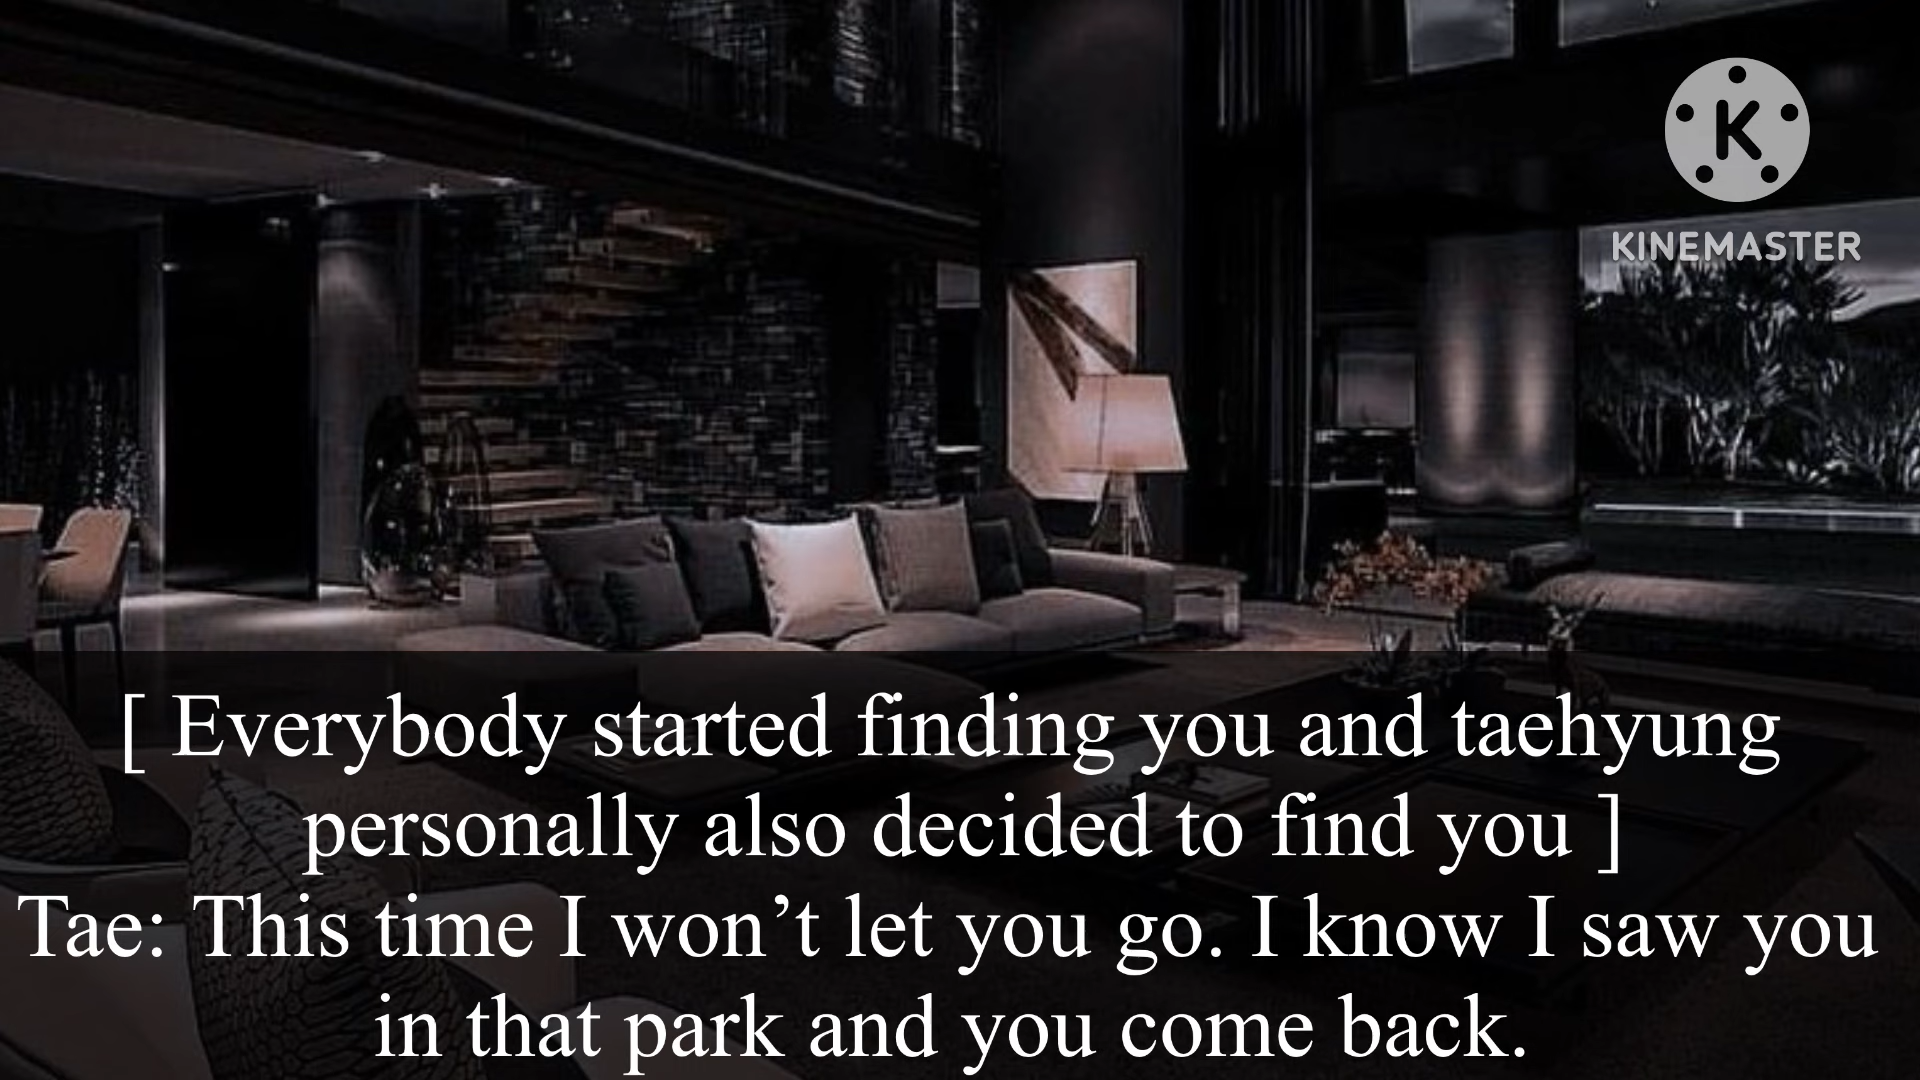 K
KINEMASTER
[ Everybody started finding you and taehyung
personally also decided to find you ]
Tae: This time I won’t let you go. I know I saw you
in that park and you come back.